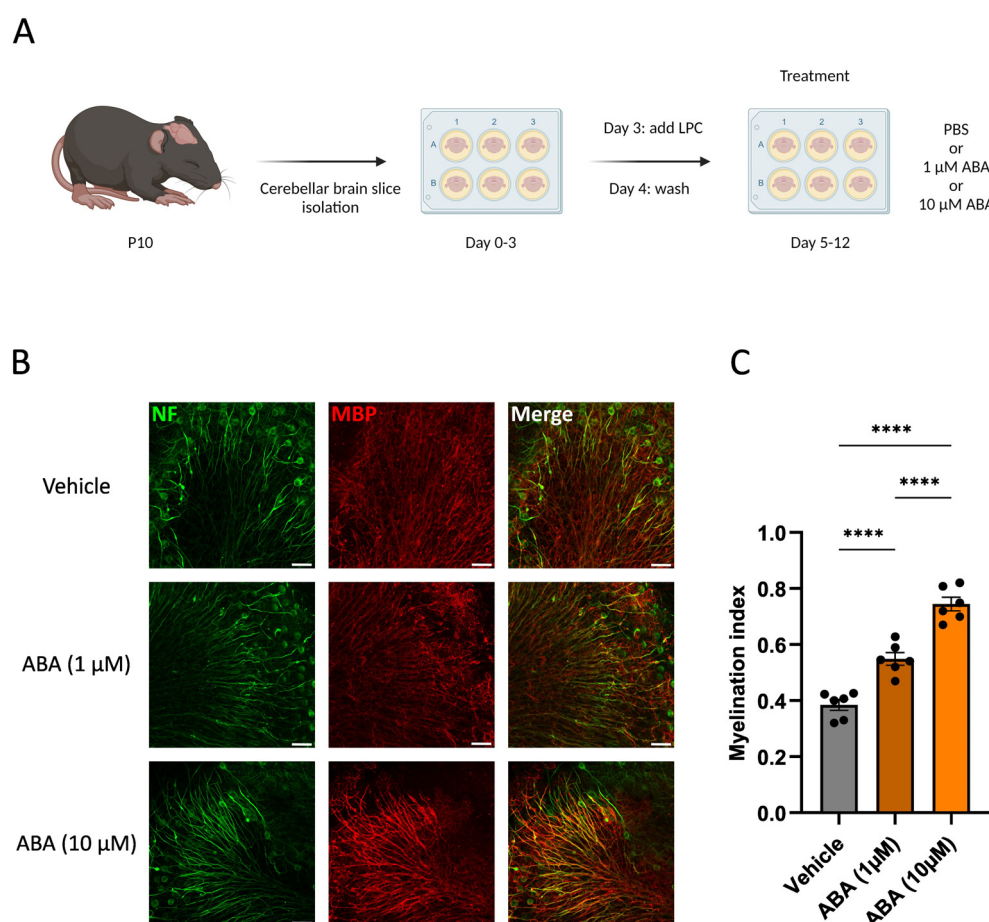 A
Treatment
1 2 3
A
B
Day 3: add LPC
Day 4: wash
1 2 3
A
B
PBS
or
1 μM ABA
or
10 μM ABA
Cerebellar brain slice
isolation
P10
Day 0-3
Day 5-12
B
C
NF
MBP
Merge
Vehicle
ABA (1 μM)
ABA (10 μM)
****
****
****
Myelination index
1.0
0.8
0.6
0.4
0.2
0.0
Vehicle
ABA (1μM)
ABA (10μM)